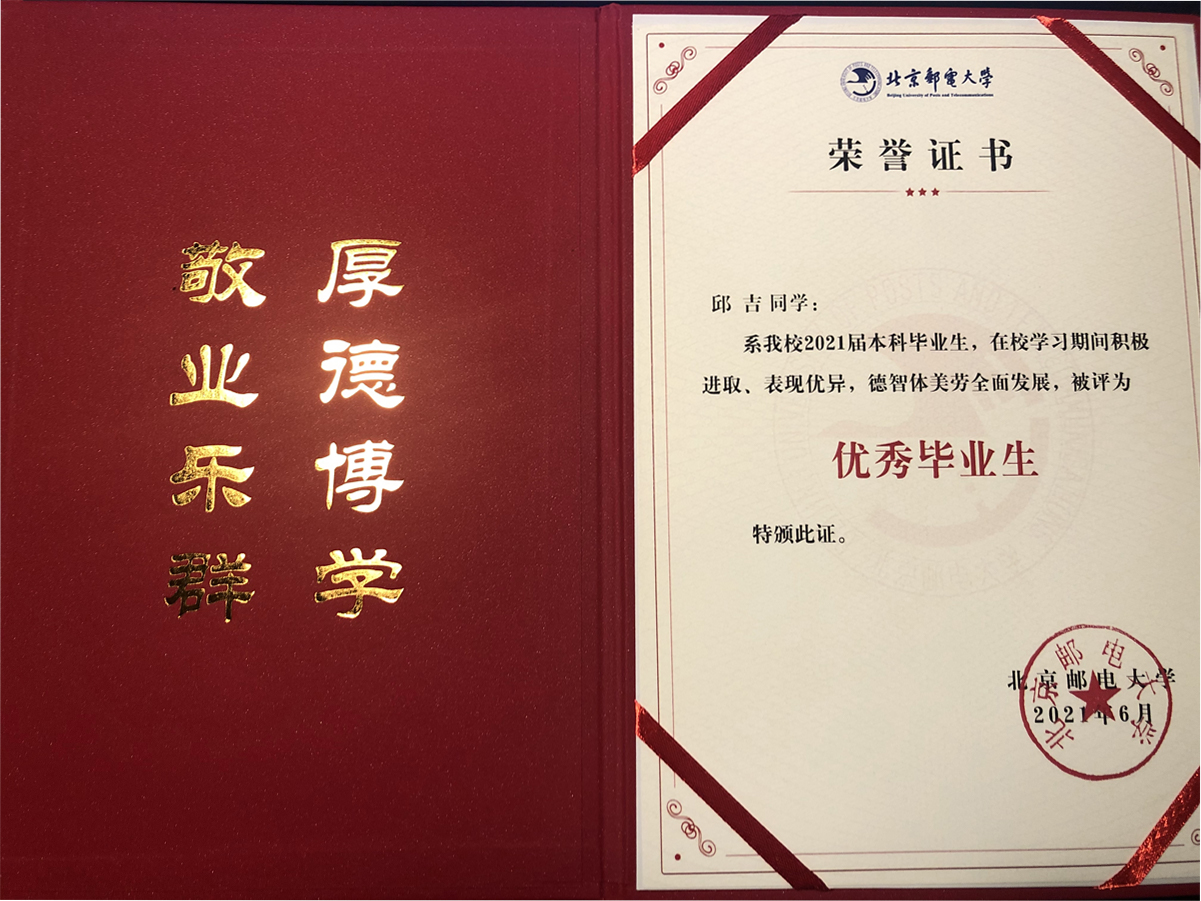 厚德博学
敬业乐群
北京郵電大學
Beijing University of Posts and Telecommunications
荣誉证书
邱 吉 同学：
系我校2021届本科毕业生，在校学习期间积极
进取、表现优异，德智体美劳全面发展，被评为
优秀毕业生
特颁此证。
北京邮电大学
2021年6月
北京邮电大学